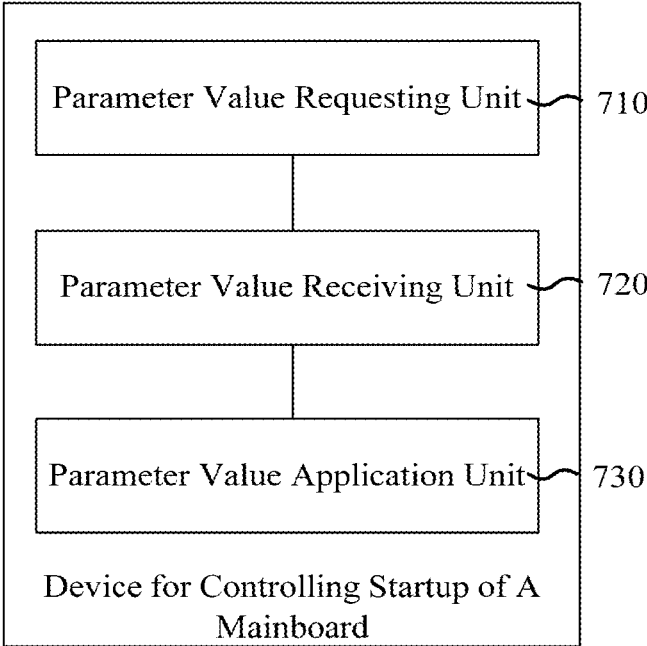 Parameter Value Requesting Unit
710
Parameter Value Receiving Unit
720
Parameter Value Application Unit
730
Device for Controlling Startup of A
Mainboard